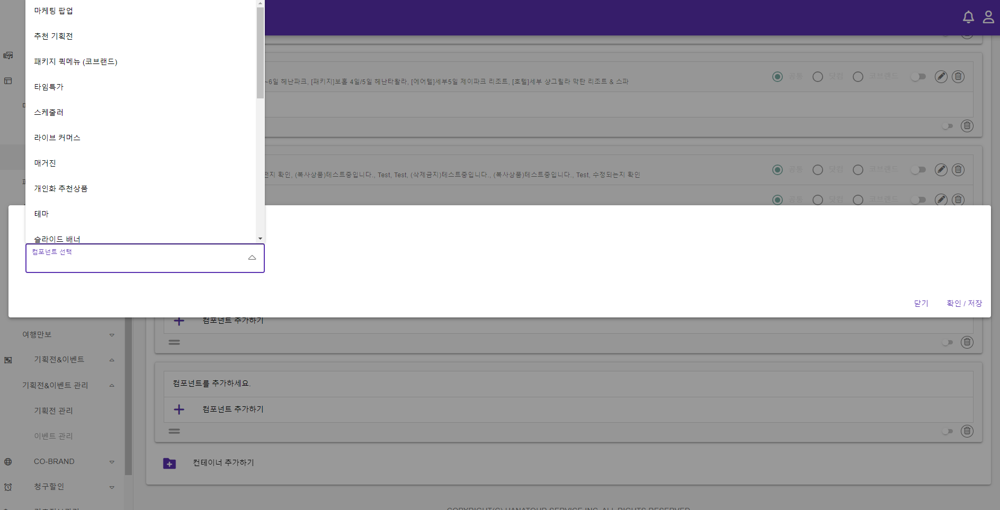 마케팅 팝업
추천 기획전
패키지 퀵메뉴 (코브랜드)
타임특가
스케줄러
라이브 커머스
매거진
개인화 추천상품
테마
슬라이드 배너
컴포넌트 선택
~6일 헤난파크, [패키지]보홀 4일/5일 헤난타왈라, [에어텔]세부5일 제이파크 리조트, [호텔]세부 샹그릴라 막탄 리조트 & 스파
공통 닷컴 코브랜드
먼지 확인, (복사상품)테스트중입니다., Test, Test, (삭제금지)테스트중입니다., (복사상품)테스트중입니다., Test, 수정되는지 확인
공통 닷컴 코브랜드
공통 닷컴 코브랜드
닫기 확인 / 저장
컴포넌트 추가하기
컴포넌트를 추가하세요.
컴포넌트 추가하기
컨테이너 추가하기
여행만보
기획전&이벤트
기획전&이벤트 관리
기획전 관리
이벤트 관리
CO-BRAND
청구할인
COPYRIGHT(C) HANATOUR SERVICE INC. ALL RIGHTS RESERVED